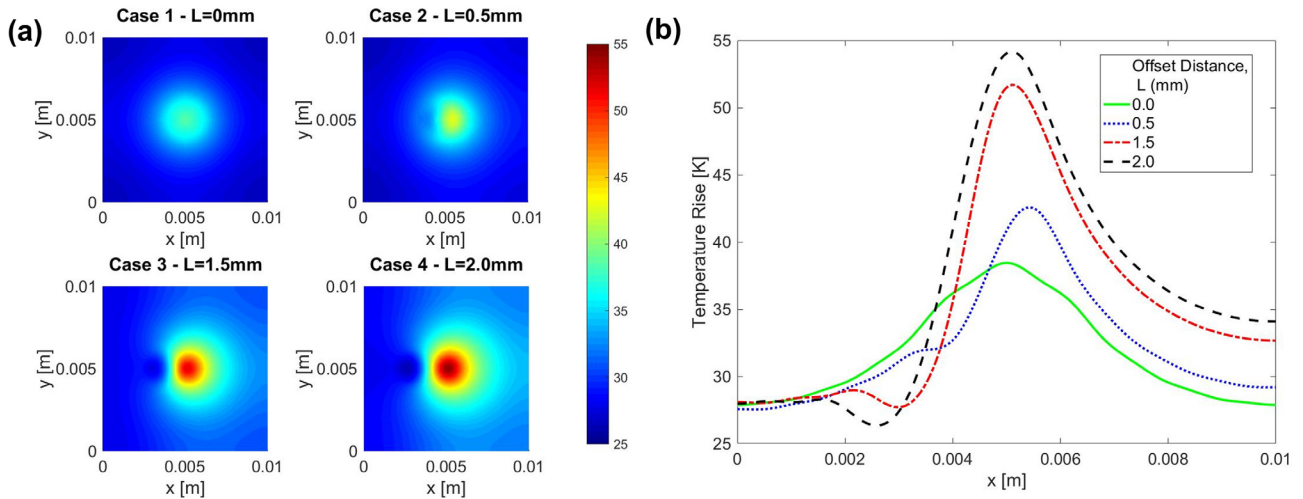 (a)
Case 1 - L=0mm
0.01
0.005
0
y [m]
0
0.005
0.01
x [m]
Case 2 - L=0.5mm
0.01
0.005
0
y [m]
0
0.005
0.01
x [m]
Case 3 - L=1.5mm
0.01
0.005
0
y [m]
0
0.005
0.01
x [m]
Case 4 - L=2.0mm
0.01
0.005
0
y [m]
0
0.005
0.01
x [m]
55
50
45
40
35
30
25
(b)
55
50
45
40
35
30
25
Temperature Rise [K]
0
0.002
0.004
0.006
0.008
0.01
x [m]
Offset Distance,
L (mm)
0.0
0.5
1.5
2.0